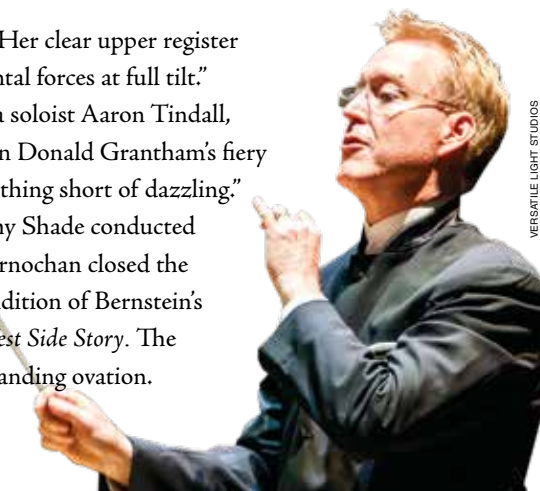 Her clear upper register
ntal forces at full tilt.”
soloist Aaron Tindall,
n Donald Grantham’s fiery
thing short of dazzling.”
ny Shade conducted
rnochan closed the
dition of Bernstein’s
est Side Story. The
anding ovation.
VERSATILE LIGHT STUDIOS